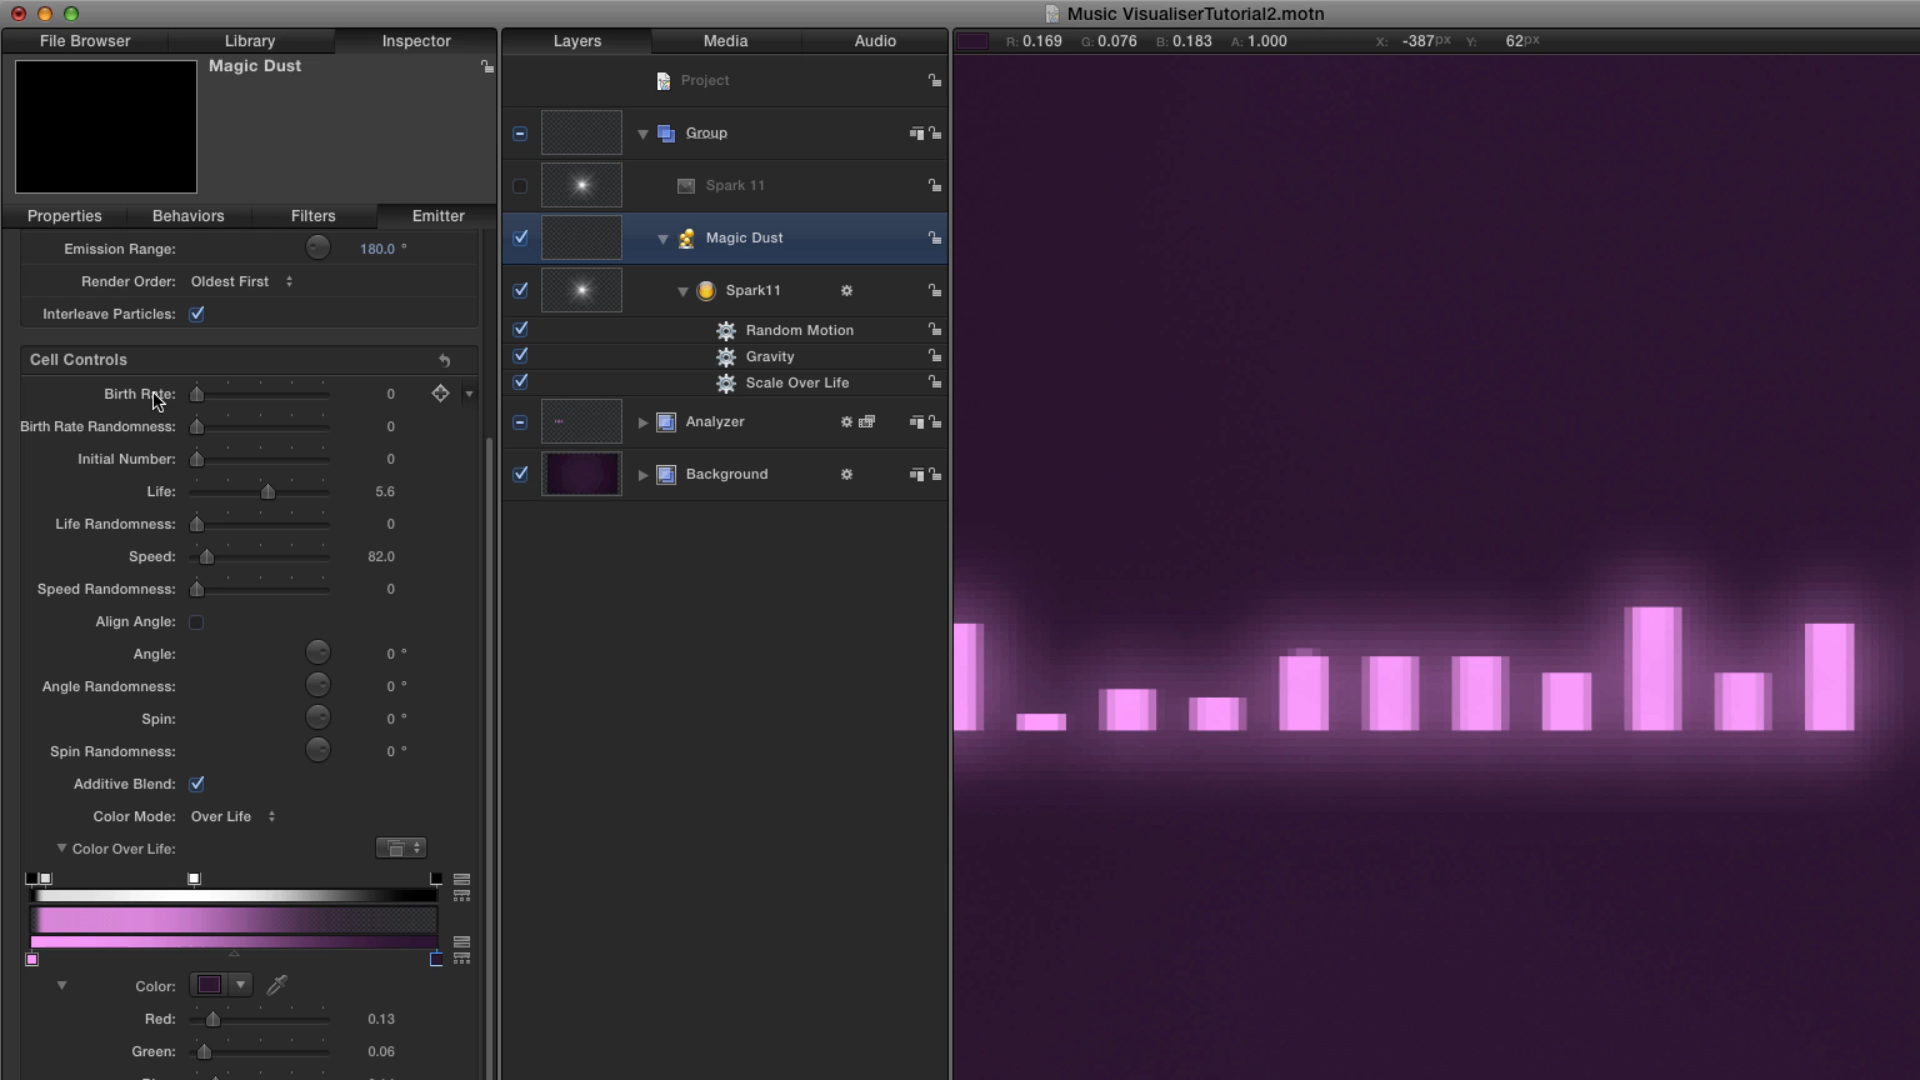 Music VisualiserTutorial2.motn
File Browser Library Inspector
Layers Media Audio
R: 0.169 G: 0.076 B: 0.183 A: 1.000 X: -387px Y: 62px
Magic Dust
Properties Behaviors Filters Emitter
Emission Range: 180.0 °
Render Order: Oldest First
Interleave Particles:
Cell Controls
Birth Rate: 0
Birth Rate Randomness: 0
Initial Number: 0
Life: 5.6
Life Randomness: 0
Speed: 82.0
Speed Randomness: 0
Align Angle:
Angle: 0 °
Angle Randomness: 0 °
Spin: 0 °
Spin Randomness: 0 °
Additive Blend:
Color Mode: Over Life
Color Over Life:
Color:
Red: 0.13
Green: 0.06
Project
Group
Spark 11
Magic Dust
Spark11
Random Motion
Gravity
Scale Over Life
Analyzer
Background